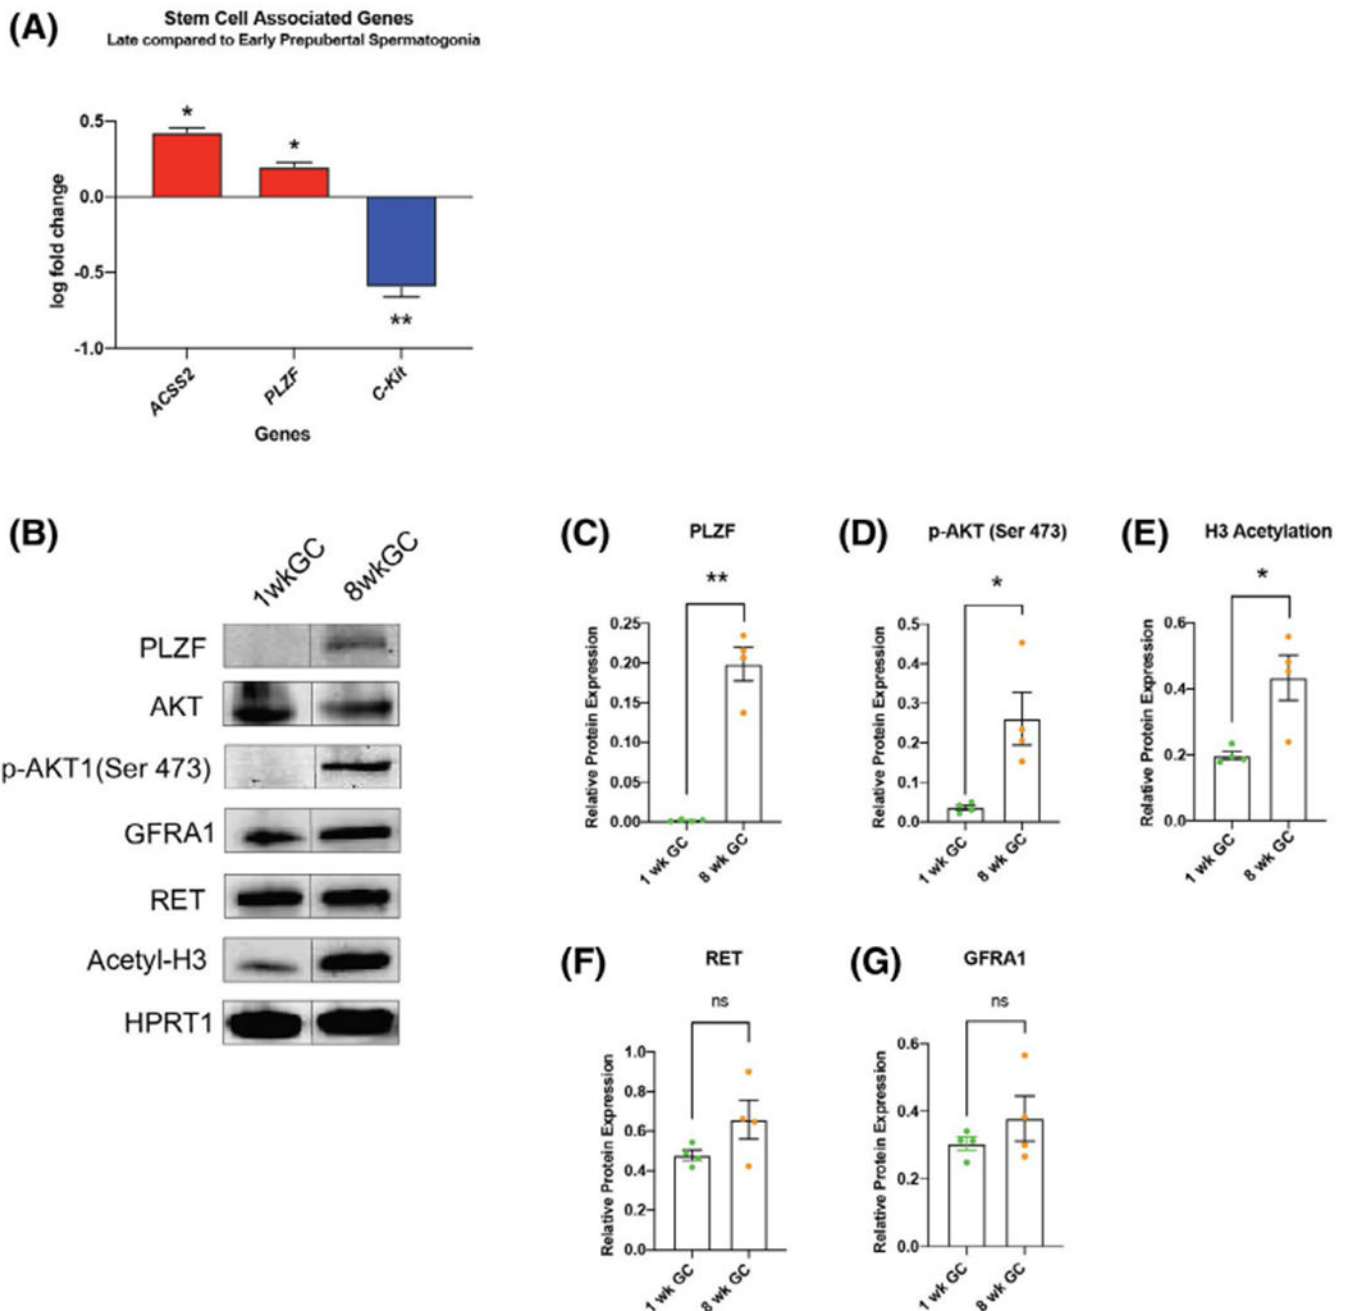 (A)
Stem Cell Associated Genes
Late compared to Early Prepubertal Spermatogonia
log fold change
0.5
0.0
-0.5
-1.0
*
*
**
ACSS2
PLZF
C-Kit
Genes
(B)
1wkGC
8wkGC
PLZF
AKT
p-AKT1(Ser 473)
GFRA1
RET
Acetyl-H3
HPRT1
(C)
PLZF
**
Relative Protein Expression
0.25
0.20
0.15
0.10
0.05
0.00
1 wk GC
8 wk GC
(D)
p-AKT (Ser 473)
*
Relative Protein Expression
0.5
0.4
0.3
0.2
0.1
0.0
1 wk GC
8 wk GC
(E)
H3 Acetylation
*
Relative Protein Expression
0.6
0.4
0.2
0.0
1 wk GC
8 wk GC
(F)
RET
ns
Relative Protein Expression
1.0
0.8
0.6
0.4
0.2
0.0
1 wk GC
8 wk GC
(G)
GFRA1
ns
Relative Protein Expression
0.6
0.4
0.2
0.0
1 wk GC
8 wk GC